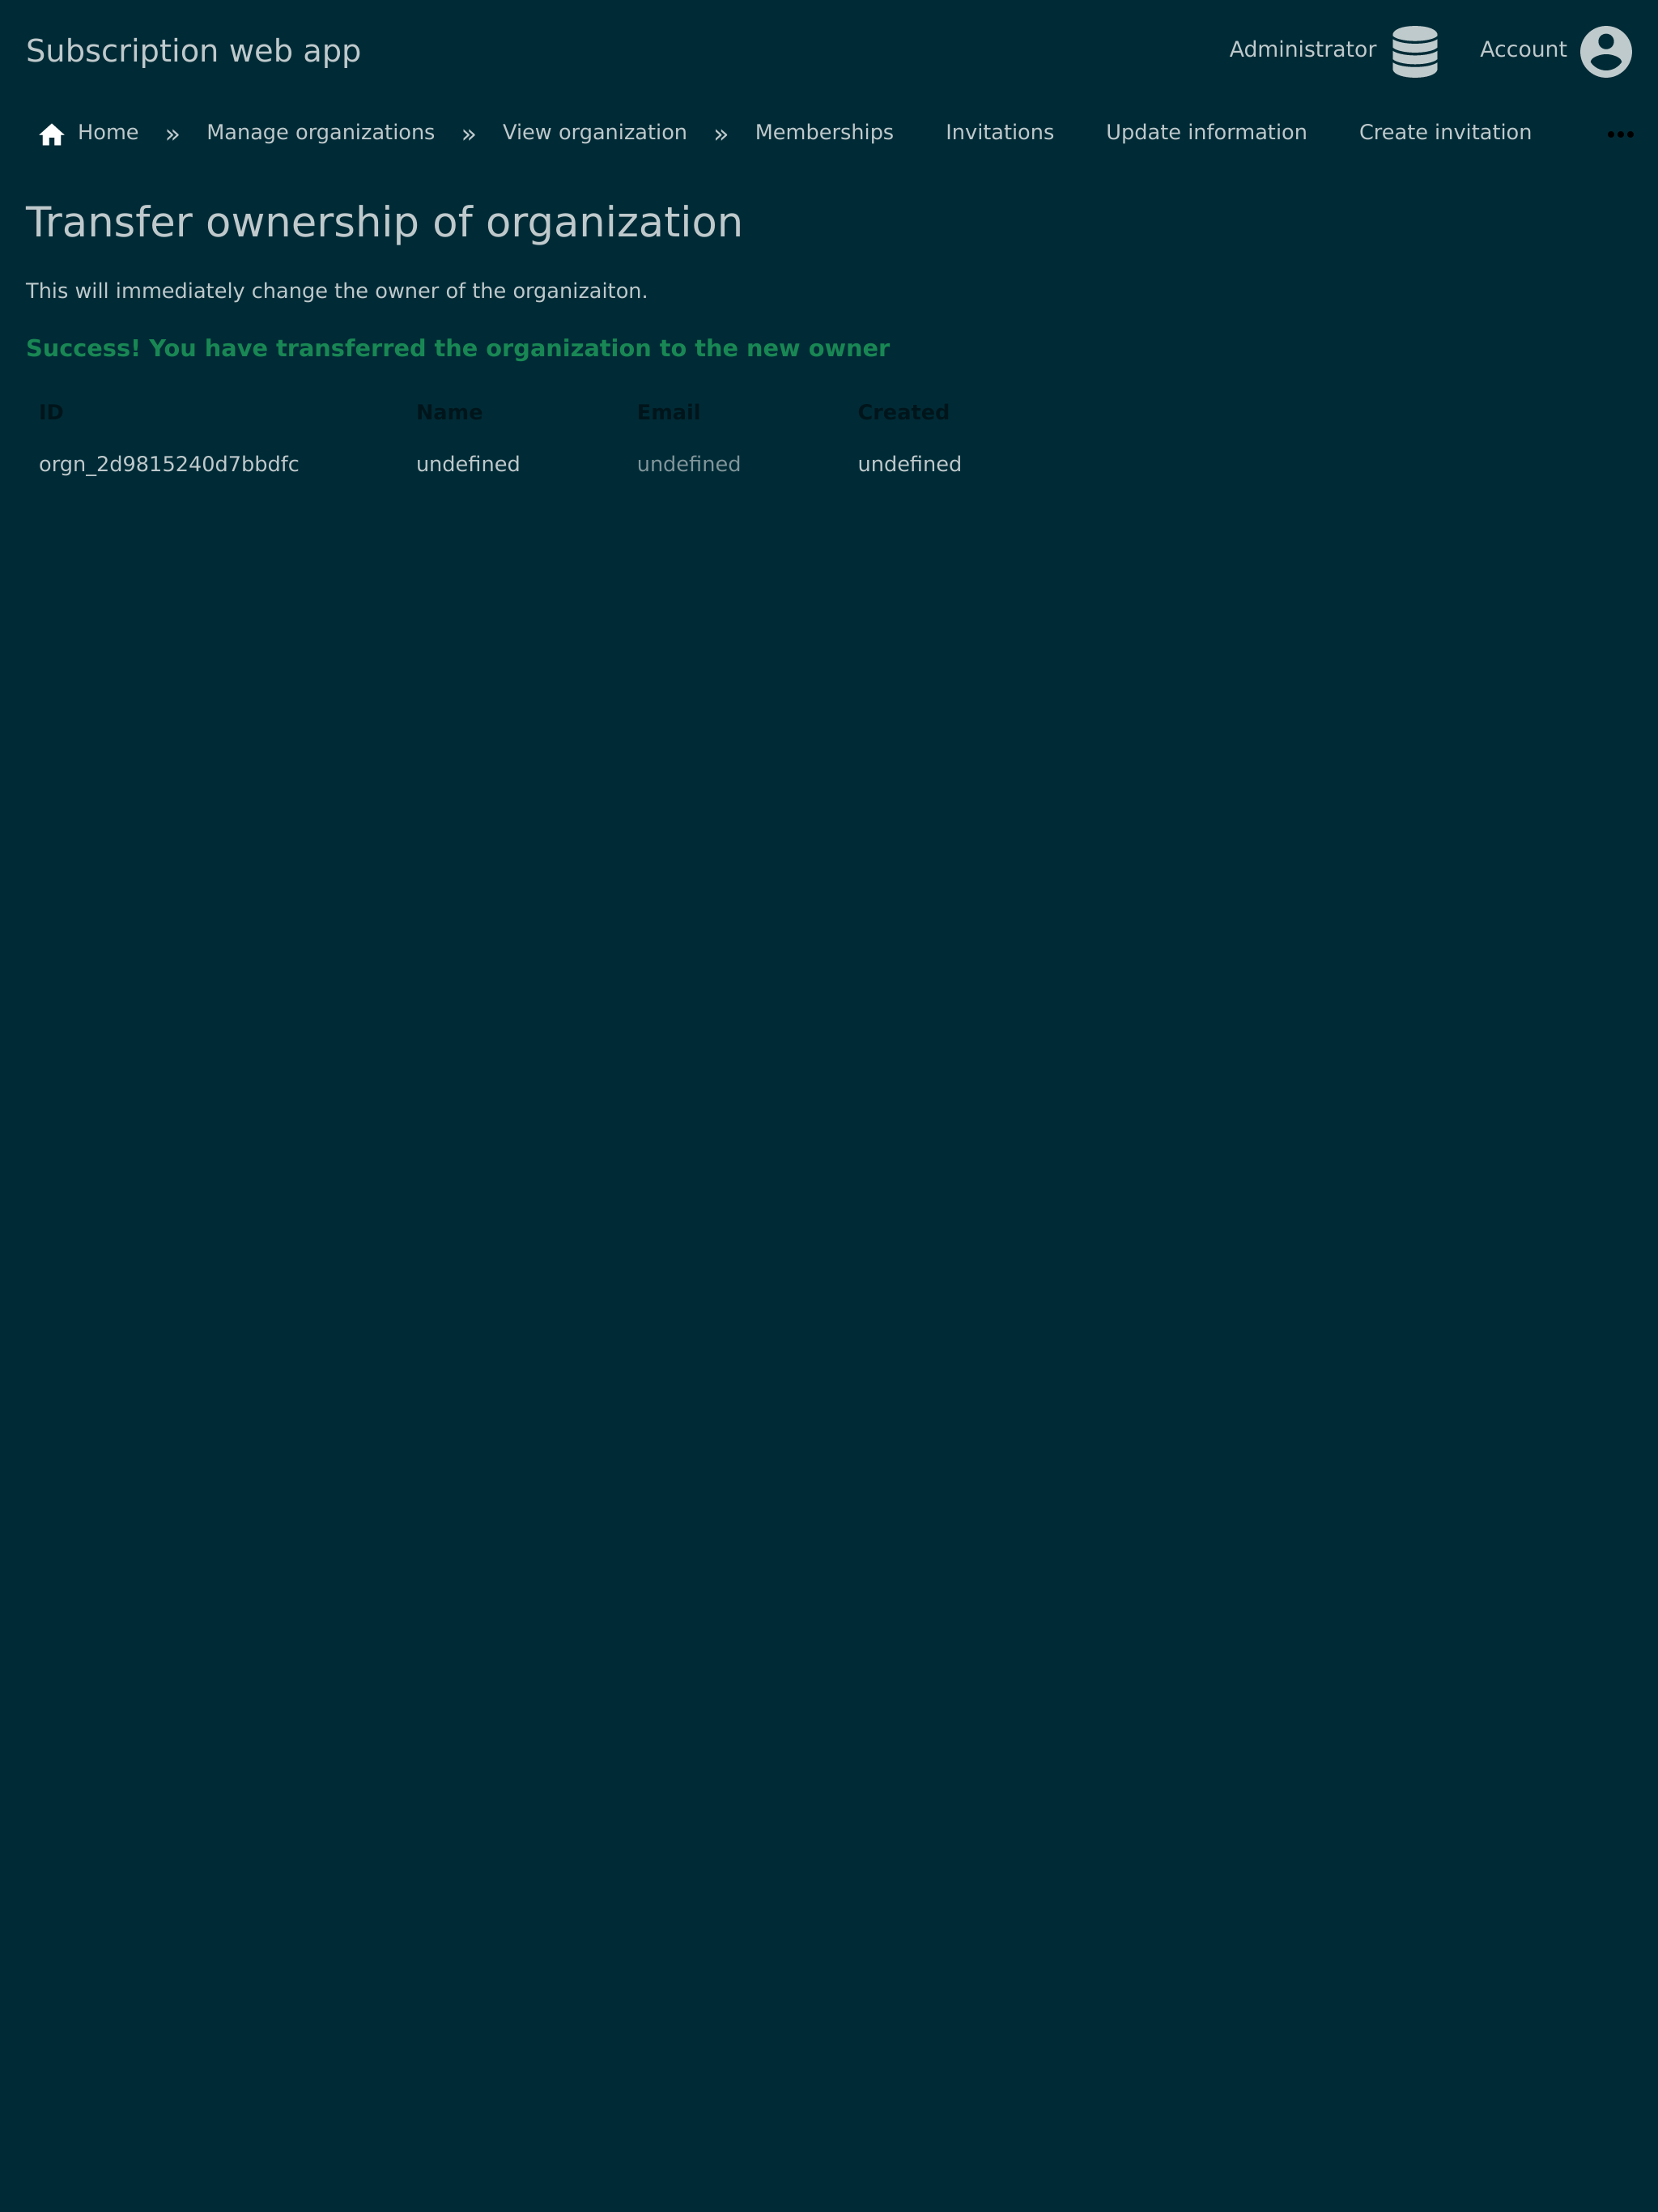 Subscription web app
Administrator
Account
Home » Manage organizations » View organization » Memberships Invitations Update information Create invitation
Transfer ownership of organization
This will immediately change the owner of the organizaiton.
Success! You have transferred the organization to the new owner
ID Name Email Created
orgn_2d9815240d7bbdfc undefined undefined undefined